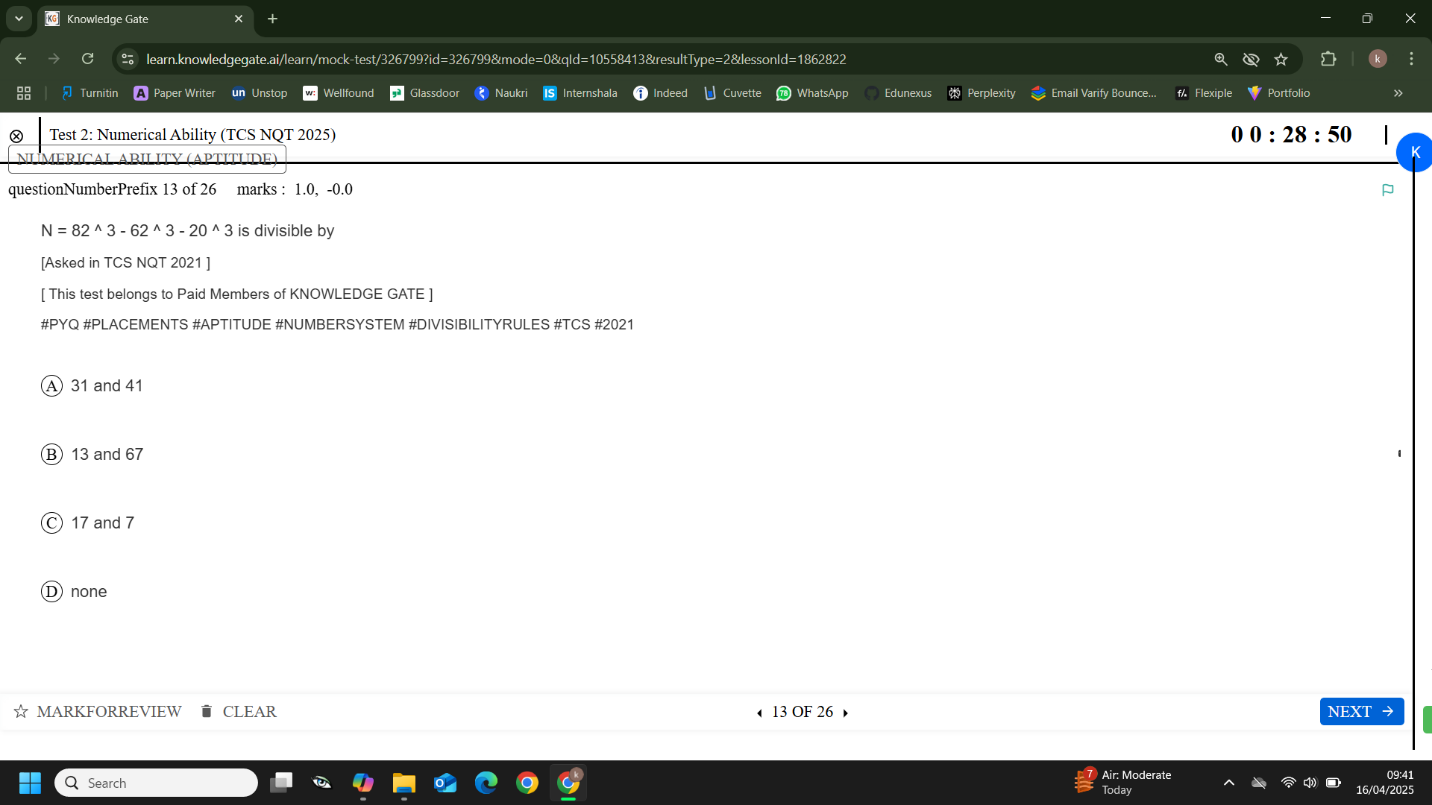 Knowledge Gate
learn.knowledgegate.ai/learn/mock-test/326799?id=326799&mode=0&qId=10558413&resultType=2&lessonId=1862822
k
Turnitin
A Paper Writer
un Unstop
w: Wellfound
Glassdoor
Naukri
IS Internshala
Indeed
Cuvette
78 WhatsApp
Edunexus
Perplexity
Email Varify Bounce...
f/. Flexiple
Portfolio
Test 2: Numerical Ability (TCS NQT 2025)
0 0 : 28 : 50
K
NUMERICAL ABILITY (APTITUDE)
questionNumberPrefix 13 of 26 marks : 1.0, -0.0
N = 82 ^ 3 - 62 ^ 3 - 20 ^ 3 is divisible by
[Asked in TCS NQT 2021 ]
[ This test belongs to Paid Members of KNOWLEDGE GATE ]
#PYQ #PLACEMENTS #APTITUDE #NUMBERSYSTEM #DIVISIBILITYRULES #TCS #2021
A 31 and 41
B 13 and 67
C 17 and 7
D none
MARKFORREVIEW CLEAR
13 OF 26
NEXT
Search
7
Air: Moderate
Today
09:41
16/04/2025